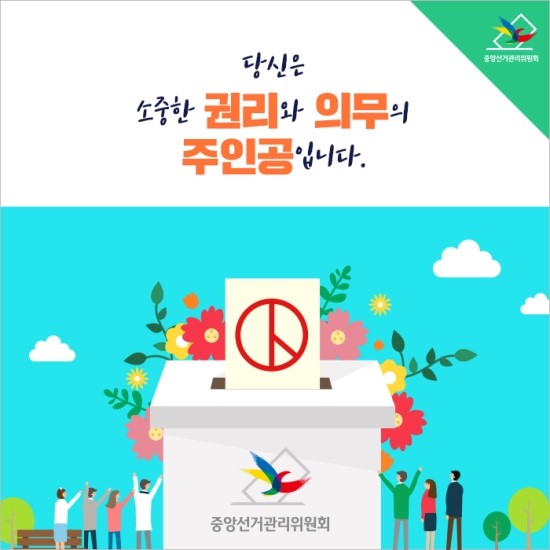 중앙선거관리위원회
당신은
소중한 권리와 의무의
주인공입니다.
중앙선거관리위원회